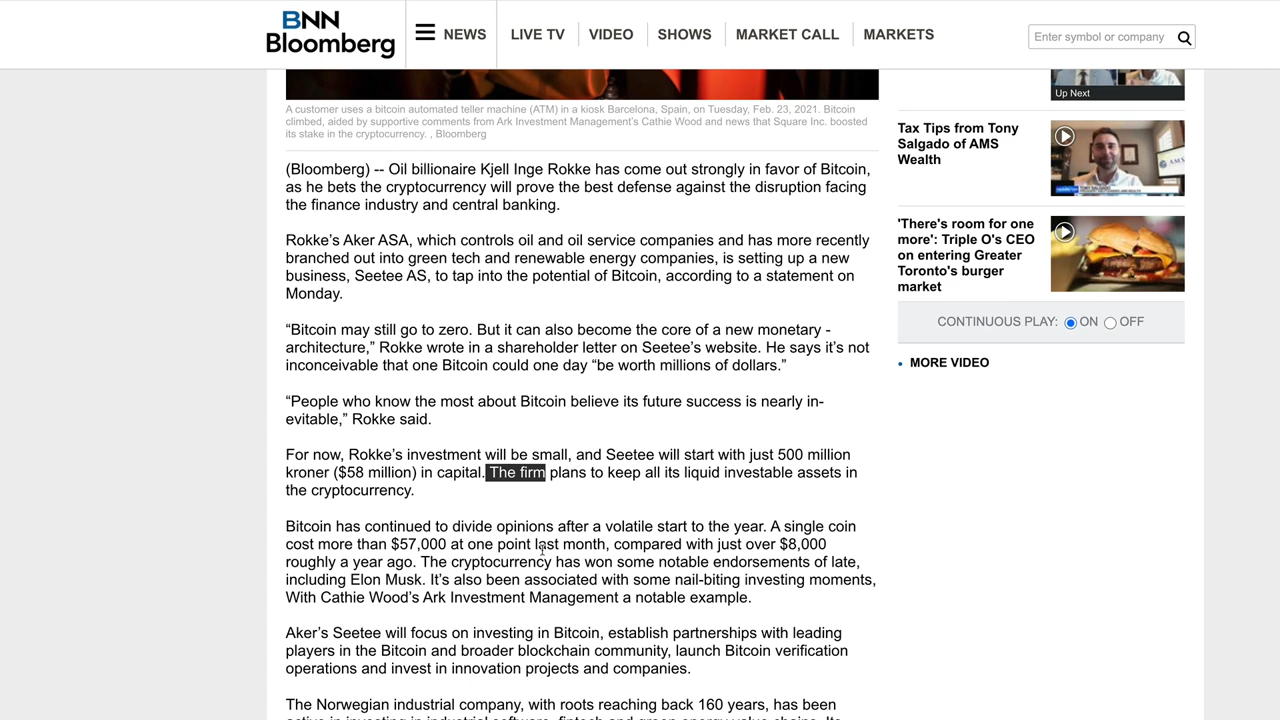 BNN
Bloomberg
NEWS
LIVE TV
VIDEO
SHOWS
MARKET CALL
MARKETS
Enter symbol or company
A customer uses a bitcoin automated teller machine (ATM) in a kiosk Barcelona, Spain, on Tuesday, Feb. 23, 2021. Bitcoin
climbed, aided by supportive comments from Ark Investment Management's Cathie Wood and news that Square Inc. boosted
its stake in the cryptocurrency. , Bloomberg
(Bloomberg) -- Oil billionaire Kjell Inge Rokke has come out strongly in favor of Bitcoin,
as he bets the cryptocurrency will prove the best defense against the disruption facing
the finance industry and central banking.
Rokke’s Aker ASA, which controls oil and oil service companies and has more recently
branched out into green tech and renewable energy companies, is setting up a new
business, Seetee AS, to tap into the potential of Bitcoin, according to a statement on
Monday.
“Bitcoin may still go to zero. But it can also become the core of a new monetary -
architecture,” Rokke wrote in a shareholder letter on Seetee’s website. He says it’s not
inconceivable that one Bitcoin could one day “be worth millions of dollars.”
“People who know the most about Bitcoin believe its future success is nearly in-
evitable,” Rokke said.
For now, Rokke’s investment will be small, and Seetee will start with just 500 million
kroner ($58 million) in capital. The firm plans to keep all its liquid investable assets in
the cryptocurrency.
Bitcoin has continued to divide opinions after a volatile start to the year. A single coin
cost more than $57,000 at one point last month, compared with just over $8,000
roughly a year ago. The cryptocurrency has won some notable endorsements of late,
including Elon Musk. It’s also been associated with some nail-biting investing moments,
With Cathie Wood’s Ark Investment Management a notable example.
Aker’s Seetee will focus on investing in Bitcoin, establish partnerships with leading
players in the Bitcoin and broader blockchain community, launch Bitcoin verification
operations and invest in innovation projects and companies.
The Norwegian industrial company, with roots reaching back 160 years, has been
active in investing in industrial software, fintech and green energy value chains. Its
Up Next
Tax Tips from Tony
Salgado of AMS
Wealth
AMS
TONY SALGADO
'There's room for one
more': Triple O's CEO
on entering Greater
Toronto's burger
market
CONTINUOUS PLAY: ON OFF
• MORE VIDEO